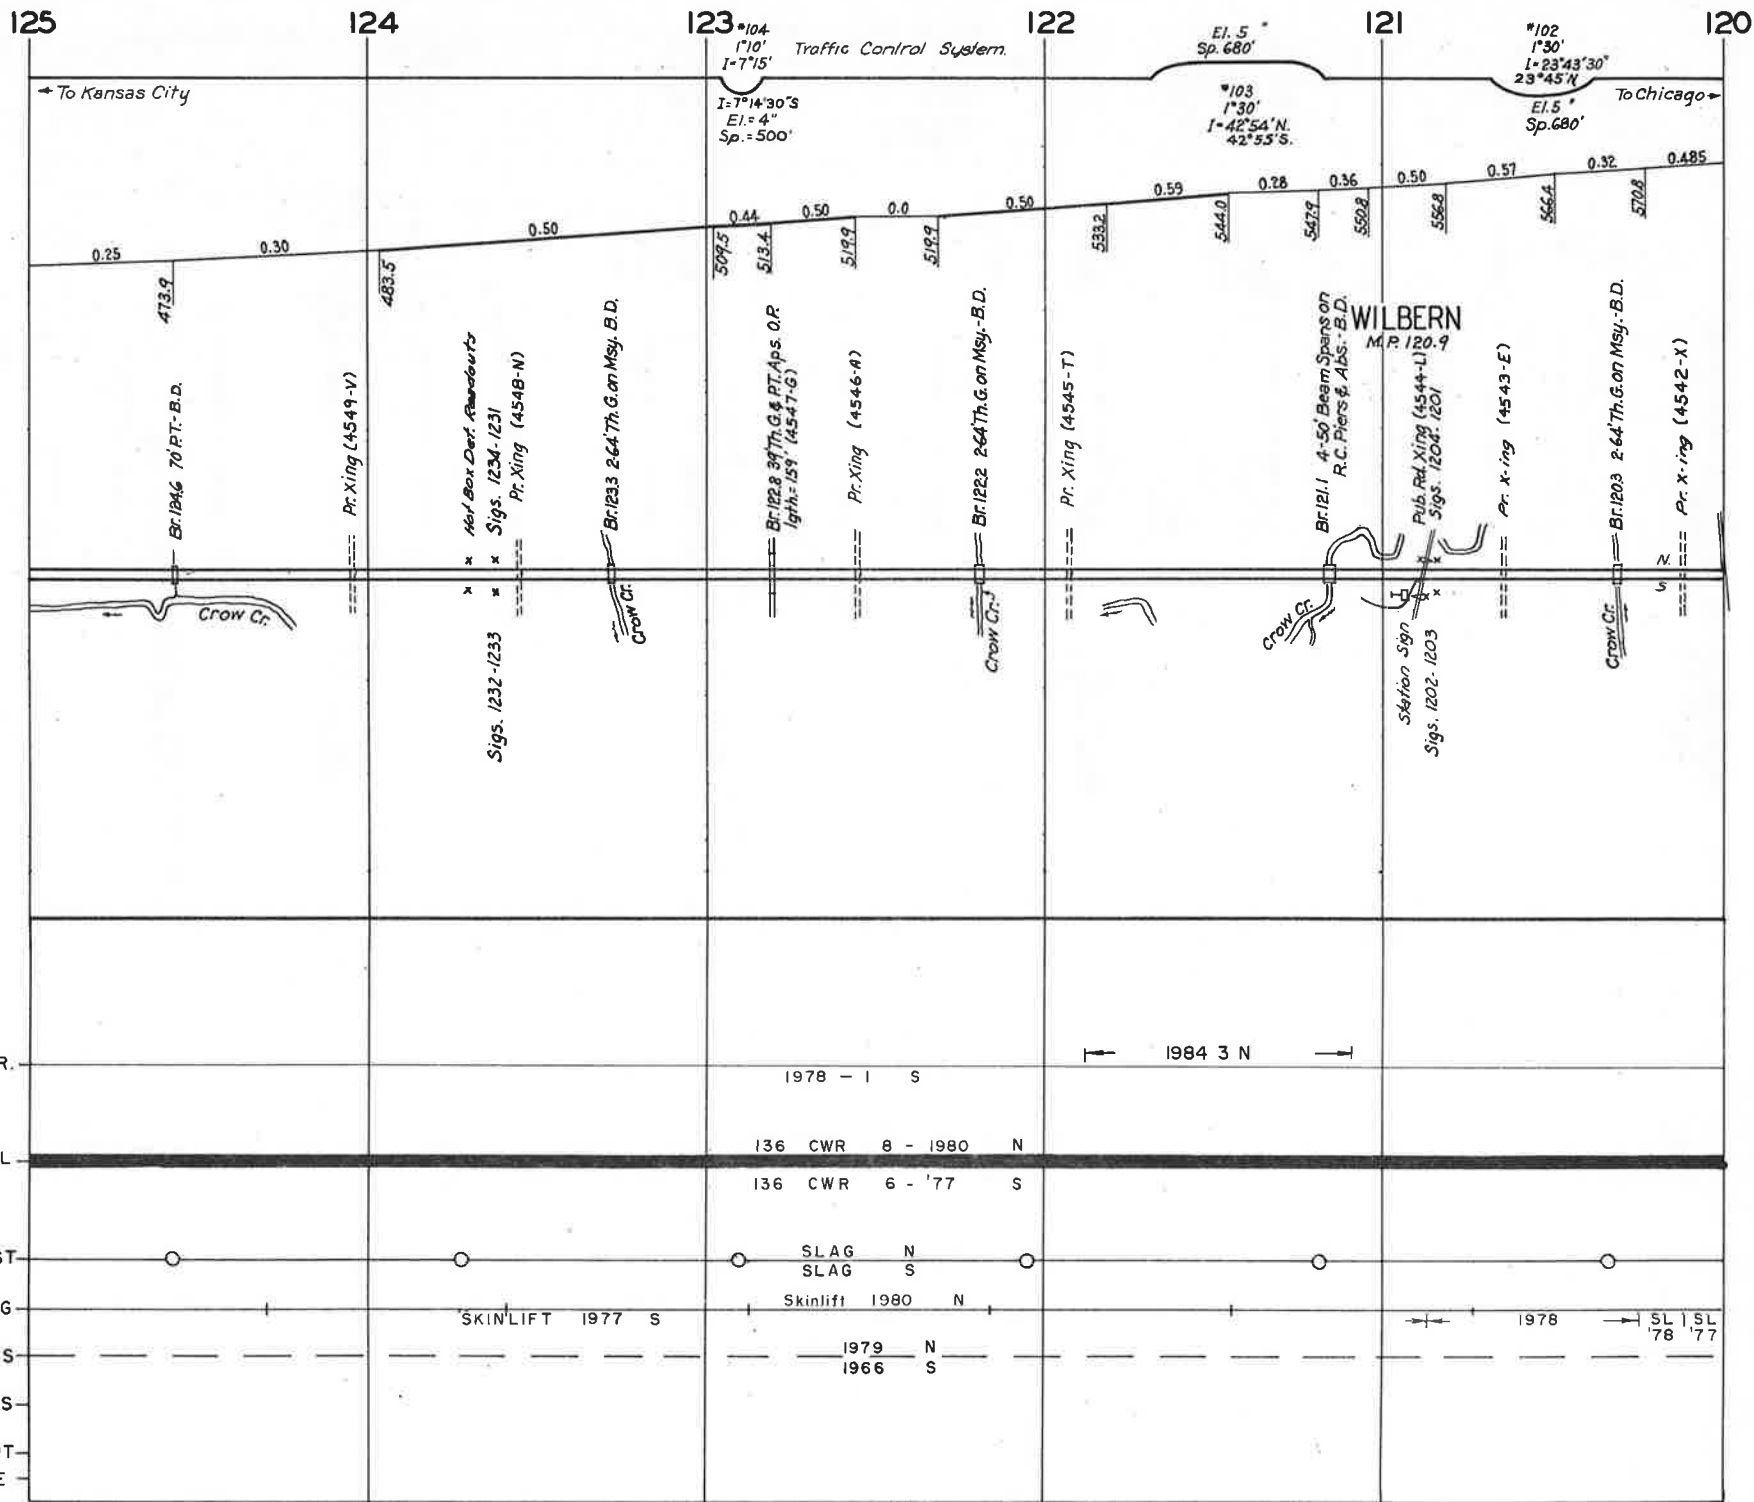 125 124 123 122 121 120
#104
1°10'
I=7°15'
Traffic Control System.
El. 5"
Sp. 680'
#102
1°30'
I=23°43'30"
23°45'N
← To Kansas City
I=7°14'30"S
El.=4"
Sp.=500'
#103
1°30'
I=42°54'N.
42°55'S.
El.5"
Sp.680'
To Chicago →
0.25 0.30 0.50 0.44 0.50 0.0 0.50 0.59 0.28 0.36 0.50 0.57 0.32 0.485
473.9
483.5
509.5
513.4
519.9
519.9
533.2
544.0
547.9
550.8
556.8
566.4
570.8
WILBERN
M.P. 120.9
Br.124.6 70' P.T.-B.D.
Pr. Xing (4549-V)
Hot Box Det. Readouts
Sigs. 1234-1231
Pr. Xing (4548-N)
Br.123.3 2-64'Th.G.on Msy. B.D.
Br.122.8 39'Th.G.& P.T. Aps. O.P.
lgth.=159' (4547-G)
Pr. Xing (4546-A)
Br.122.2 2-64'Th.G.on Msy.-B.D.
Pr. Xing (4545-T)
Br.121.1 4-50' Beam Spans on
R.C. Piers & Abs.-B.D.
Pub. Rd. Xing (4544-L)
Sigs. 1204-1201
Pr. x-ing (4543-E)
Br.120.3 2-64'Th.G.on Msy.-B.D.
Pr. x-ing (4542-X)
N.
S
Crow Cr.
Crow Cr.
Crow Cr.
Crow Cr.
Crow Cr.
Sigs. 1232-1233
Station Sign
Sigs. 1202-1203
1984 3 N
R.
1978 - 1 S
136 CWR 8 - 1980 N
L
136 CWR 6 - '77 S
SLAG N
ST
SLAG S
Skinlift 1980 N
G
SKINLIFT 1977 S
1978
SL SL
'78 '77
1979 N
S
1966 S
S
T
E